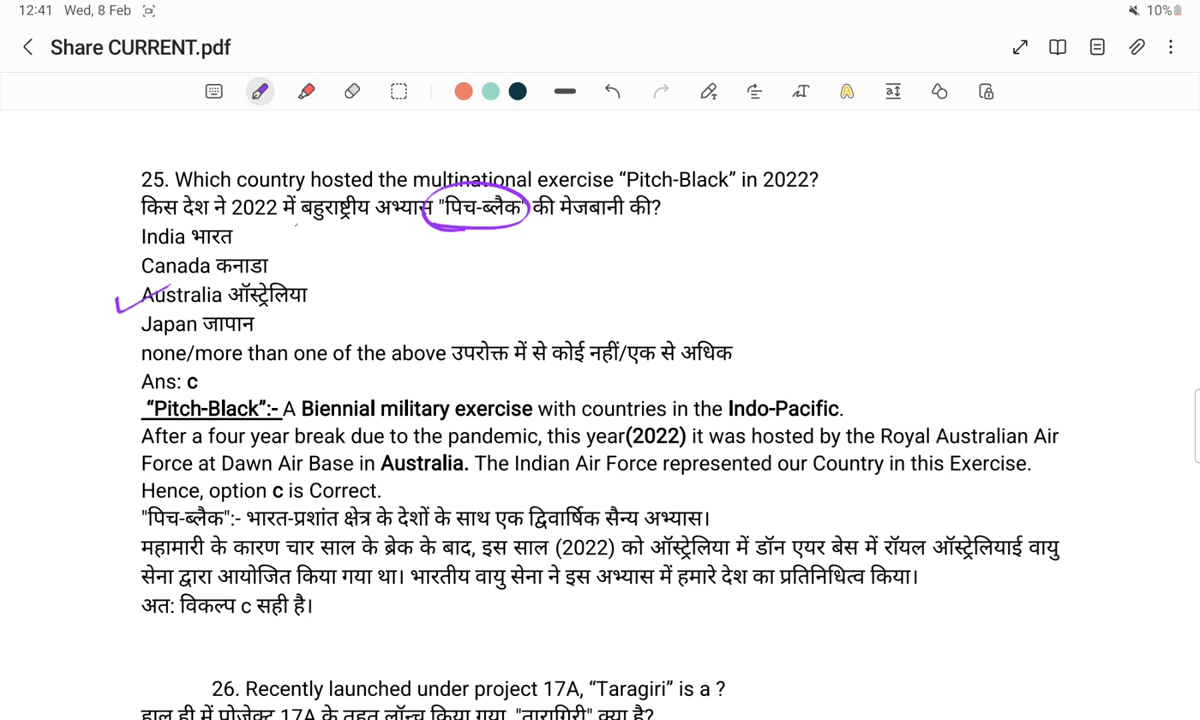 12:41 Wed, 8 Feb
10%
Share CURRENT.pdf
25. Which country hosted the multinational exercise “Pitch-Black” in 2022?
किस देश ने 2022 में बहुराष्ट्रीय अभ्यास "पिच-ब्लैक" की मेजबानी की?
India भारत
Canada कनाडा
Australia ऑस्ट्रेलिया
Japan जापान
none/more than one of the above उपरोक्त में से कोई नहीं/एक से अधिक
Ans: c
“Pitch-Black”:- A Biennial military exercise with countries in the Indo-Pacific.
After a four year break due to the pandemic, this year(2022) it was hosted by the Royal Australian Air
Force at Dawn Air Base in Australia. The Indian Air Force represented our Country in this Exercise.
Hence, option c is Correct.
"पिच-ब्लैक":- भारत-प्रशांत क्षेत्र के देशों के साथ एक द्विवार्षिक सैन्य अभ्यास।
महामारी के कारण चार साल के ब्रेक के बाद, इस साल (2022) को ऑस्ट्रेलिया में डॉन एयर बेस में रॉयल ऑस्ट्रेलियाई वायु
सेना द्वारा आयोजित किया गया था। भारतीय वायु सेना ने इस अभ्यास में हमारे देश का प्रतिनिधित्व किया।
अत: विकल्प c सही है।
26. Recently launched under project 17A, “Taragiri” is a ?
हाल ही में प्रोजेक्ट 17A के तहत लॉन्च किया गया, "तारागिरी" क्या है?